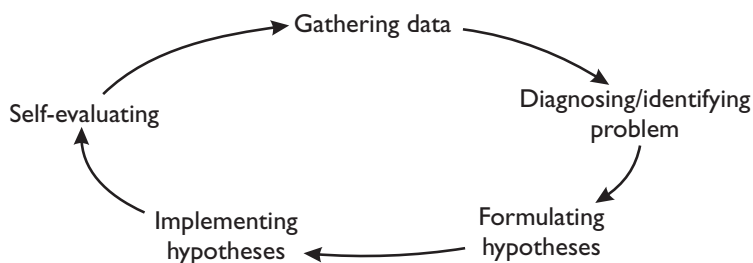 Gathering data
Diagnosing/identifying
problem
Formulating
hypotheses
Implementing
hypotheses
Self-evaluating